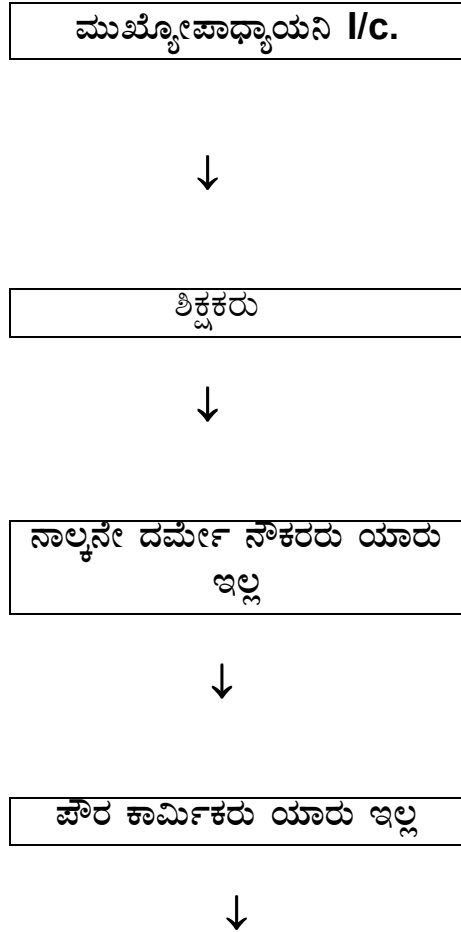 ಮುಖ್ಯೋಪಾಧ್ಯಾಯನಿ I/c.
↓
ಶಿಕ್ಷಕರು
↓
ನಾಲ್ಕನೇ ದರ್ಮೇ ನೌಕರರು ಯಾರು
ಇಲ್ಲ
↓
ಪೌರ ಕಾರ್ಮಿಕರು ಯಾರು ಇಲ್ಲ
↓